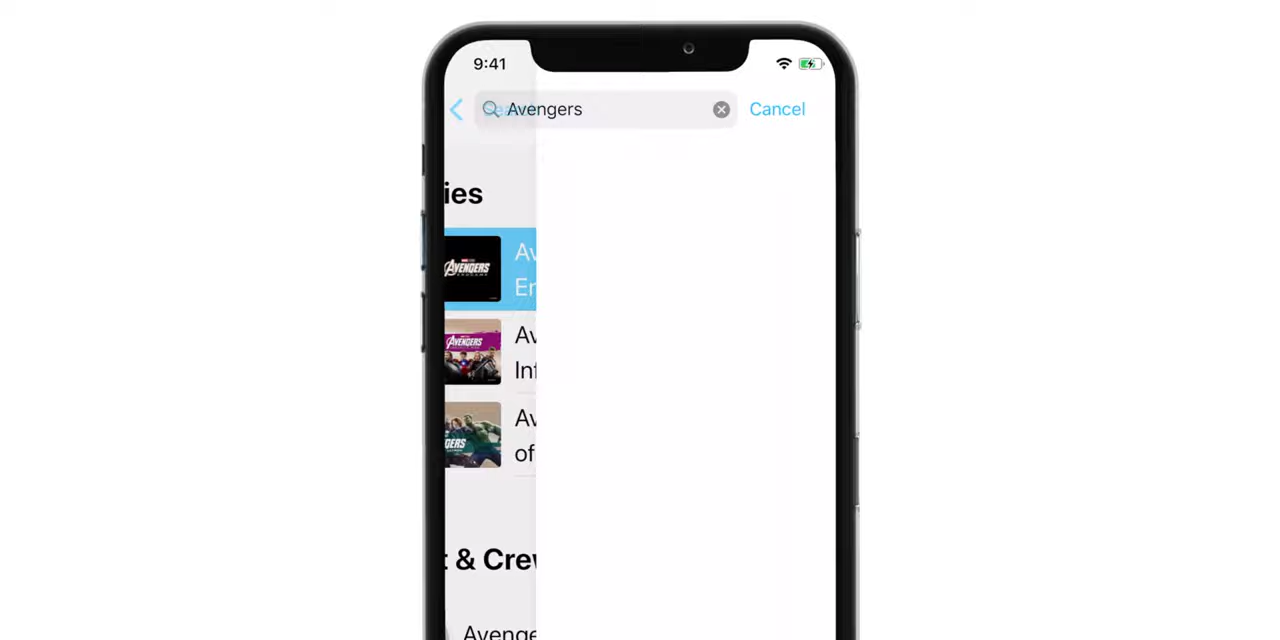 9:41
Avengers
Cancel
ies
Av
En
AVENGERS
Av
Inf
AVENGERS
Av
of
GERS
t & Crew
Avenge